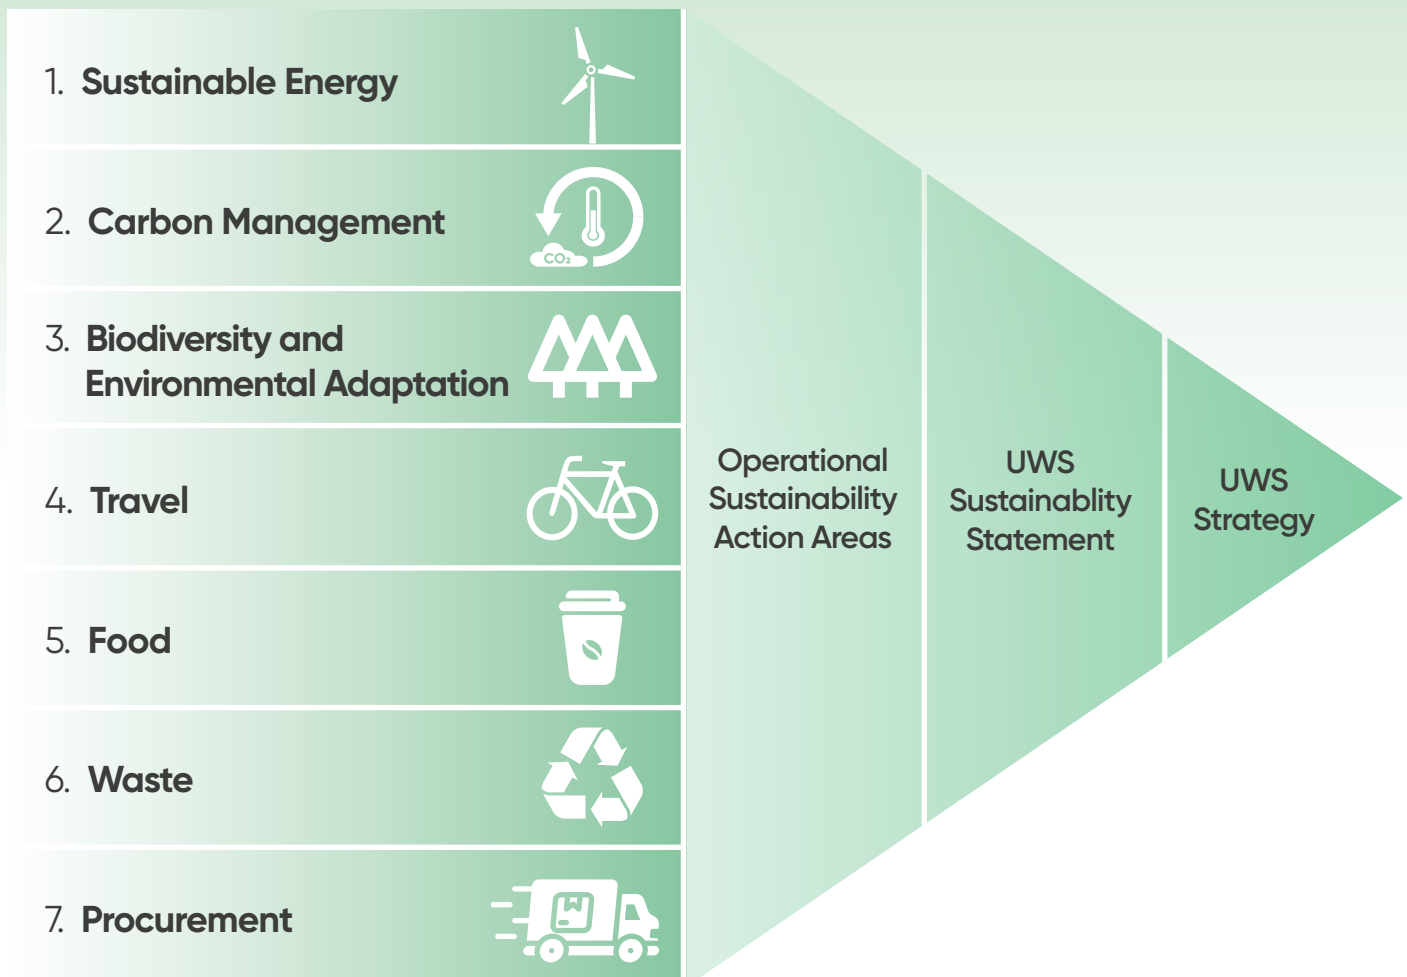 1. Sustainable Energy
2. Carbon Management
CO₂
3. Biodiversity and
Environmental Adaptation
4. Travel
5. Food
6. Waste
7. Procurement
Operational
Sustainability
Action Areas
UWS
Sustainablity
Statement
UWS
Strategy